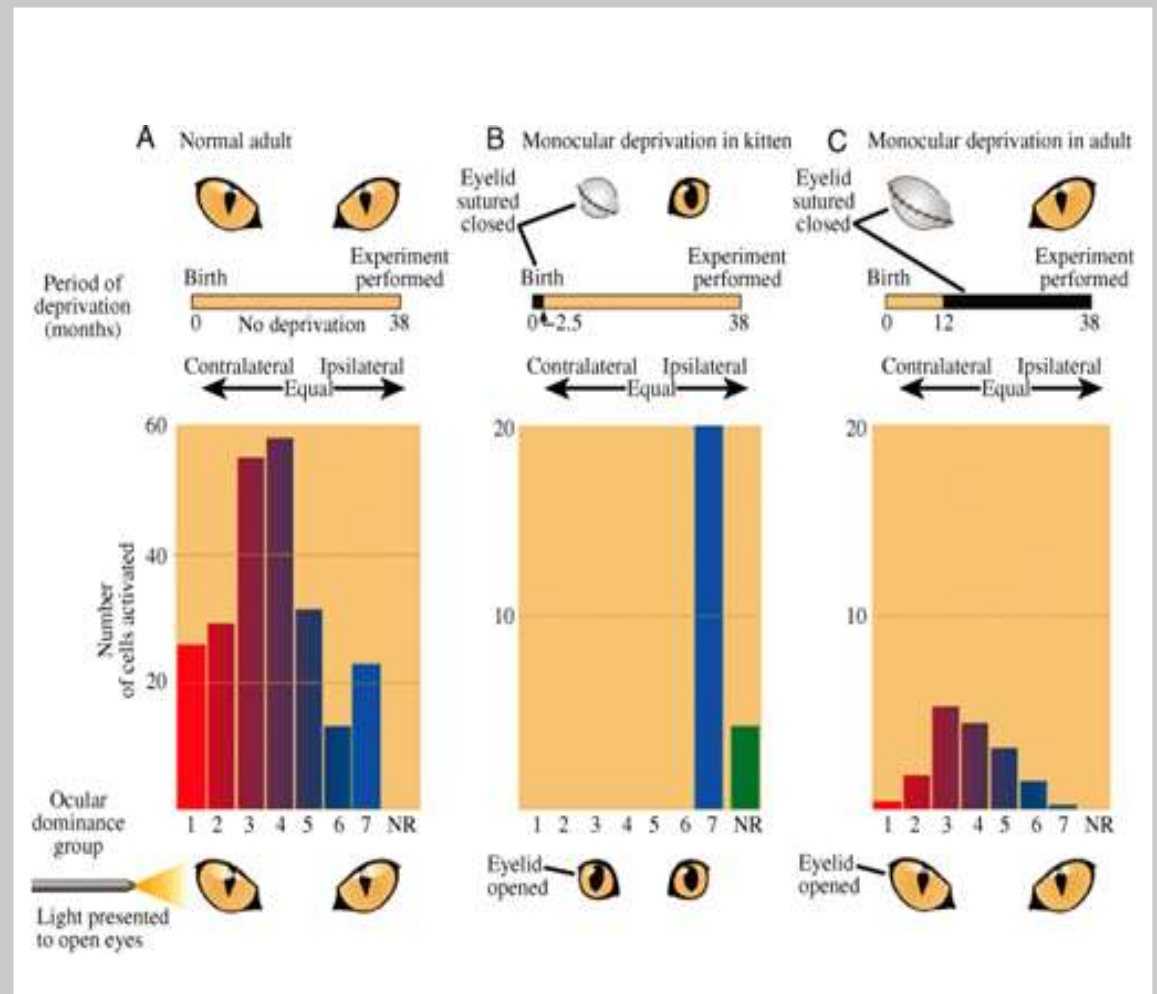 A Normal adult
B Monocular deprivation in kitten
C Monocular deprivation in adult
Eyelid
sutured
closed
Eyelid
sutured
closed
Period of
deprivation
(months)
Birth
Experiment
performed
0 No deprivation 38
Birth
Experiment
performed
0 2.5 38
Birth
Experiment
performed
0 12 38
Contralateral Ipsilateral
Equal
Contralateral Ipsilateral
Equal
Contralateral Ipsilateral
Equal
Number
of cells activated
60
40
20
20
10
20
10
Ocular
dominance
group
1 2 3 4 5 6 7 NR
1 2 3 4 5 6 7 NR
1 2 3 4 5 6 7 NR
Light presented
to open eyes
Eyelid
opened
Eyelid
opened